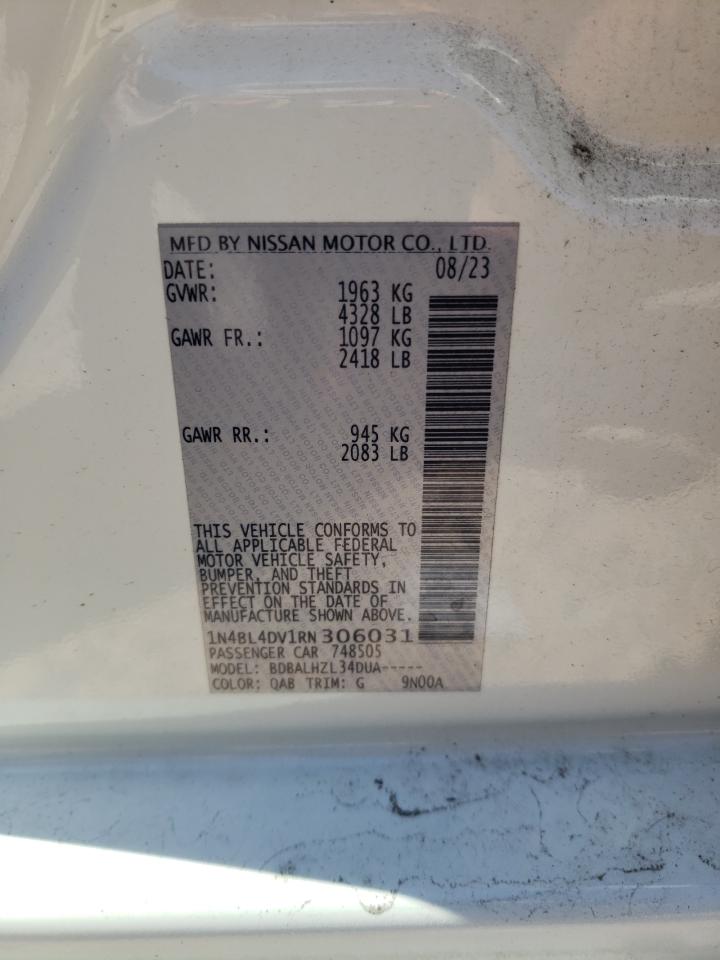 MFD BY NISSAN MOTOR CO., LTD.
DATE: 08/23
GVWR: 1963 KG
4328 LB
GAWR FR.: 1097 KG
2418 LB
GAWR RR.: 945 KG
2083 LB
THIS VEHICLE CONFORMS TO
ALL APPLICABLE FEDERAL
MOTOR VEHICLE SAFETY,
BUMPER, AND THEFT
PREVENTION STANDARDS IN
EFFECT ON THE DATE OF
MANUFACTURE SHOWN ABOVE.
1N4BL4DV1RN306031
PASSENGER CAR 748505
MODEL: BDBALHZL34DUA-----
COLOR: QAB TRIM: G 9N00A